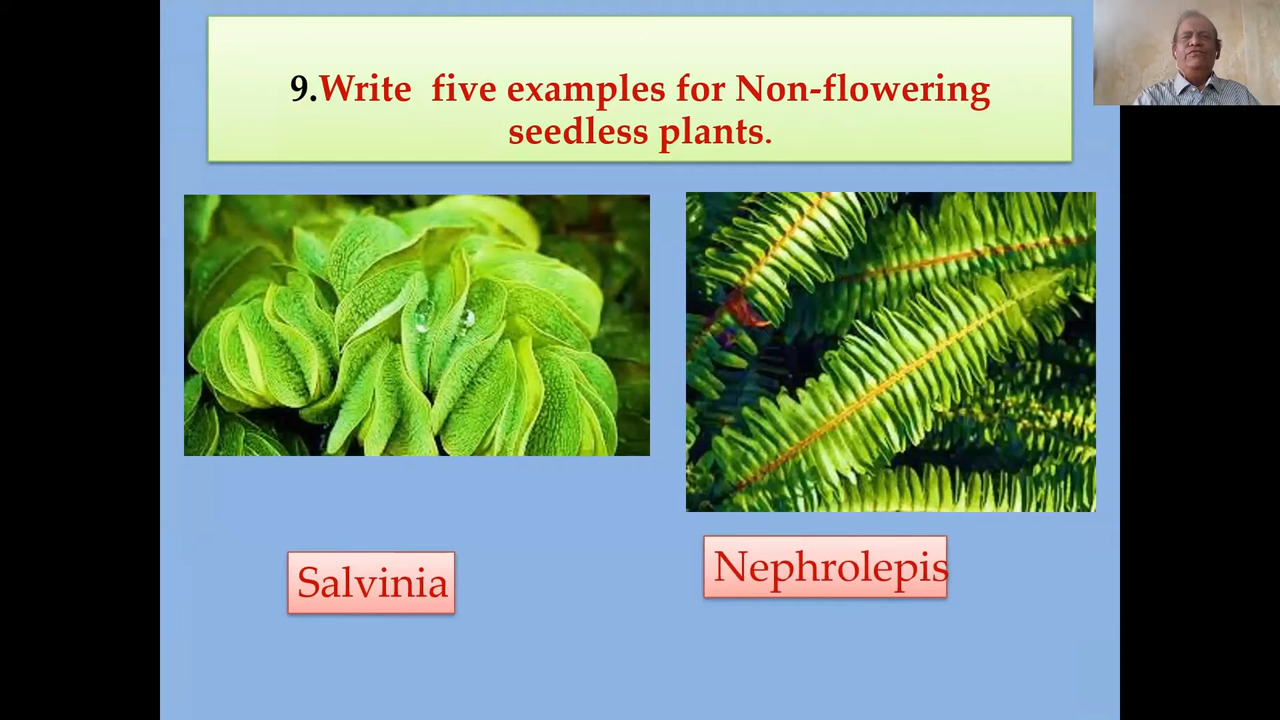 9.Write five examples for Non-flowering
seedless plants.
Salvinia
Nephrolepis